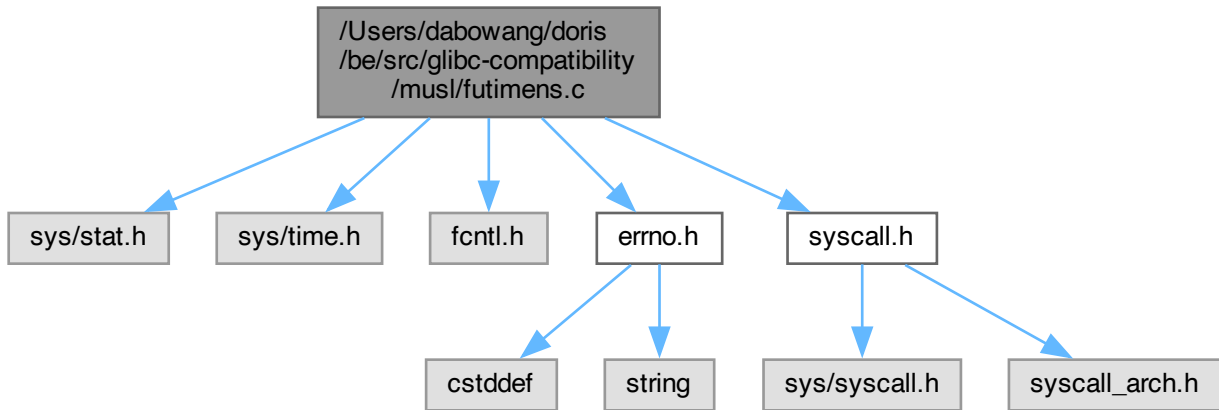 /Users/dabowang/doris
/be/src/glibc-compatibility
/musl/futimens.c
sys/stat.h
sys/time.h
fcntl.h
errno.h
syscall.h
cstddef
string
sys/syscall.h
syscall_arch.h